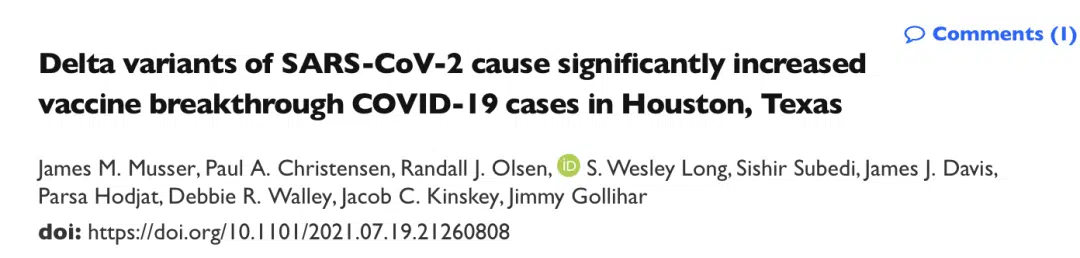 Comments (1)
Delta variants of SARS-CoV-2 cause significantly increased
vaccine breakthrough COVID-19 cases in Houston, Texas
James M. Musser, Paul A. Christensen, Randall J. Olsen, iD S. Wesley Long, Sishir Subedi, James J. Davis,
Parsa Hodjat, Debbie R. Walley, Jacob C. Kinskey, Jimmy Gollihar
doi: https://doi.org/10.1101/2021.07.19.21260808